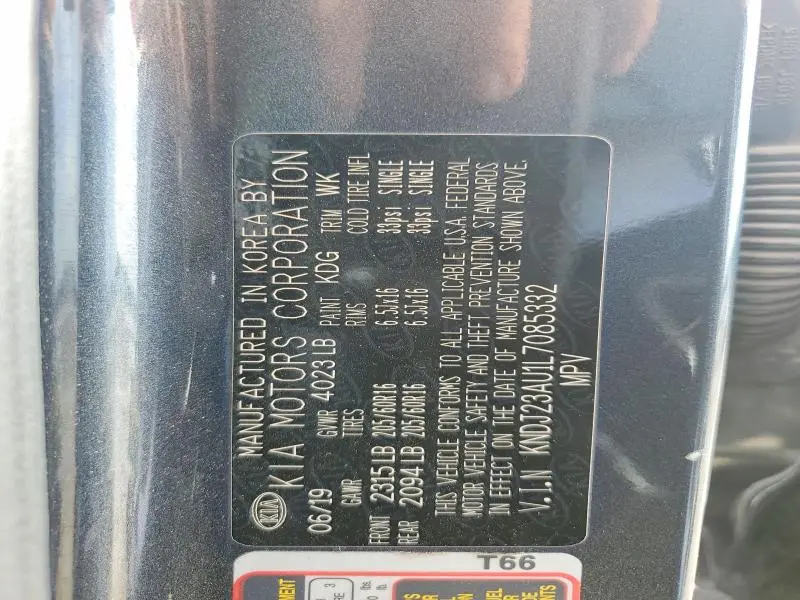 MANUFACTURED IN KOREA BY
KIA KIA MOTORS CORPORATION
06/19 GVWR 4023 LB PAINT KDG TRIM WK
GAWR TIRES RIMS COLD TIRE INFL
FRONT 2315 LB 205/60R16 6.5Jx16 33psi SINGLE
REAR 2094 LB 205/60R16 6.5Jx16 33psi SINGLE
THIS VEHICLE CONFORMS TO ALL APPLICABLE U.S.A. FEDERAL
MOTOR VEHICLE SAFETY AND THEFT PREVENTION STANDARDS
IN EFFECT ON THE DATE OF MANUFACTURE SHOWN ABOVE.
V.I.N KNDJ723AU1L7085332
MPV
T66